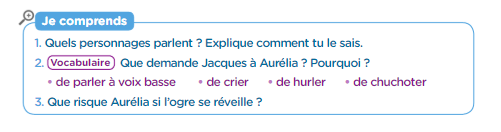 Je comprends
1. Quels personnages parlent ? Explique comment tu le sais.
2. Vocabulaire Que demande Jacques à Aurélia ? Pourquoi ?
• de parler à voix basse • de crier • de hurler • de chuchoter
3. Que risque Aurélia si l'ogre se réveille ?